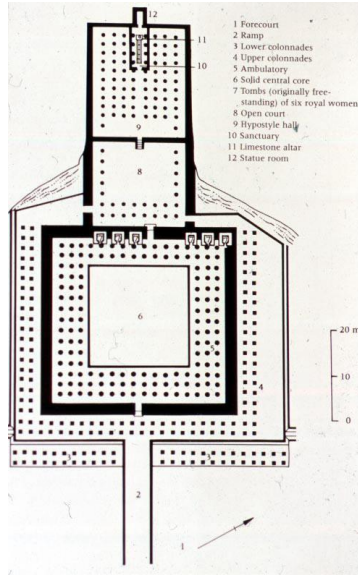 12
11
10
9
8
6
5
4
3
3
2
1
1 Forecourt
2 Ramp
3 Lower colonnades
4 Upper colonnades
5 Ambulatory
6 Solid central core
7 Tombs (originally free-
standing) of six royal women
8 Open court
9 Hypostyle hall
10 Sanctuary
11 Limestone altar
12 Statue room
20 m
10
0